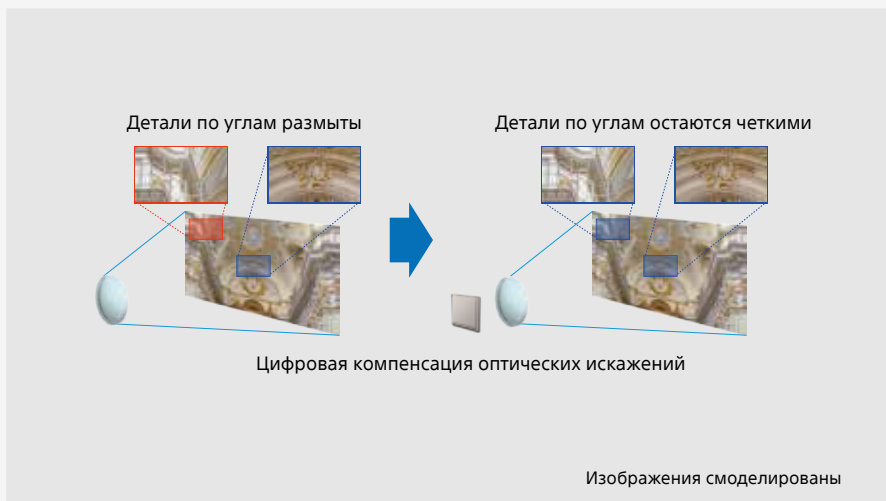 Детали по углам размыты
Детали по углам остаются четкими
Цифровая компенсация оптических искажений
Изображения смоделированы